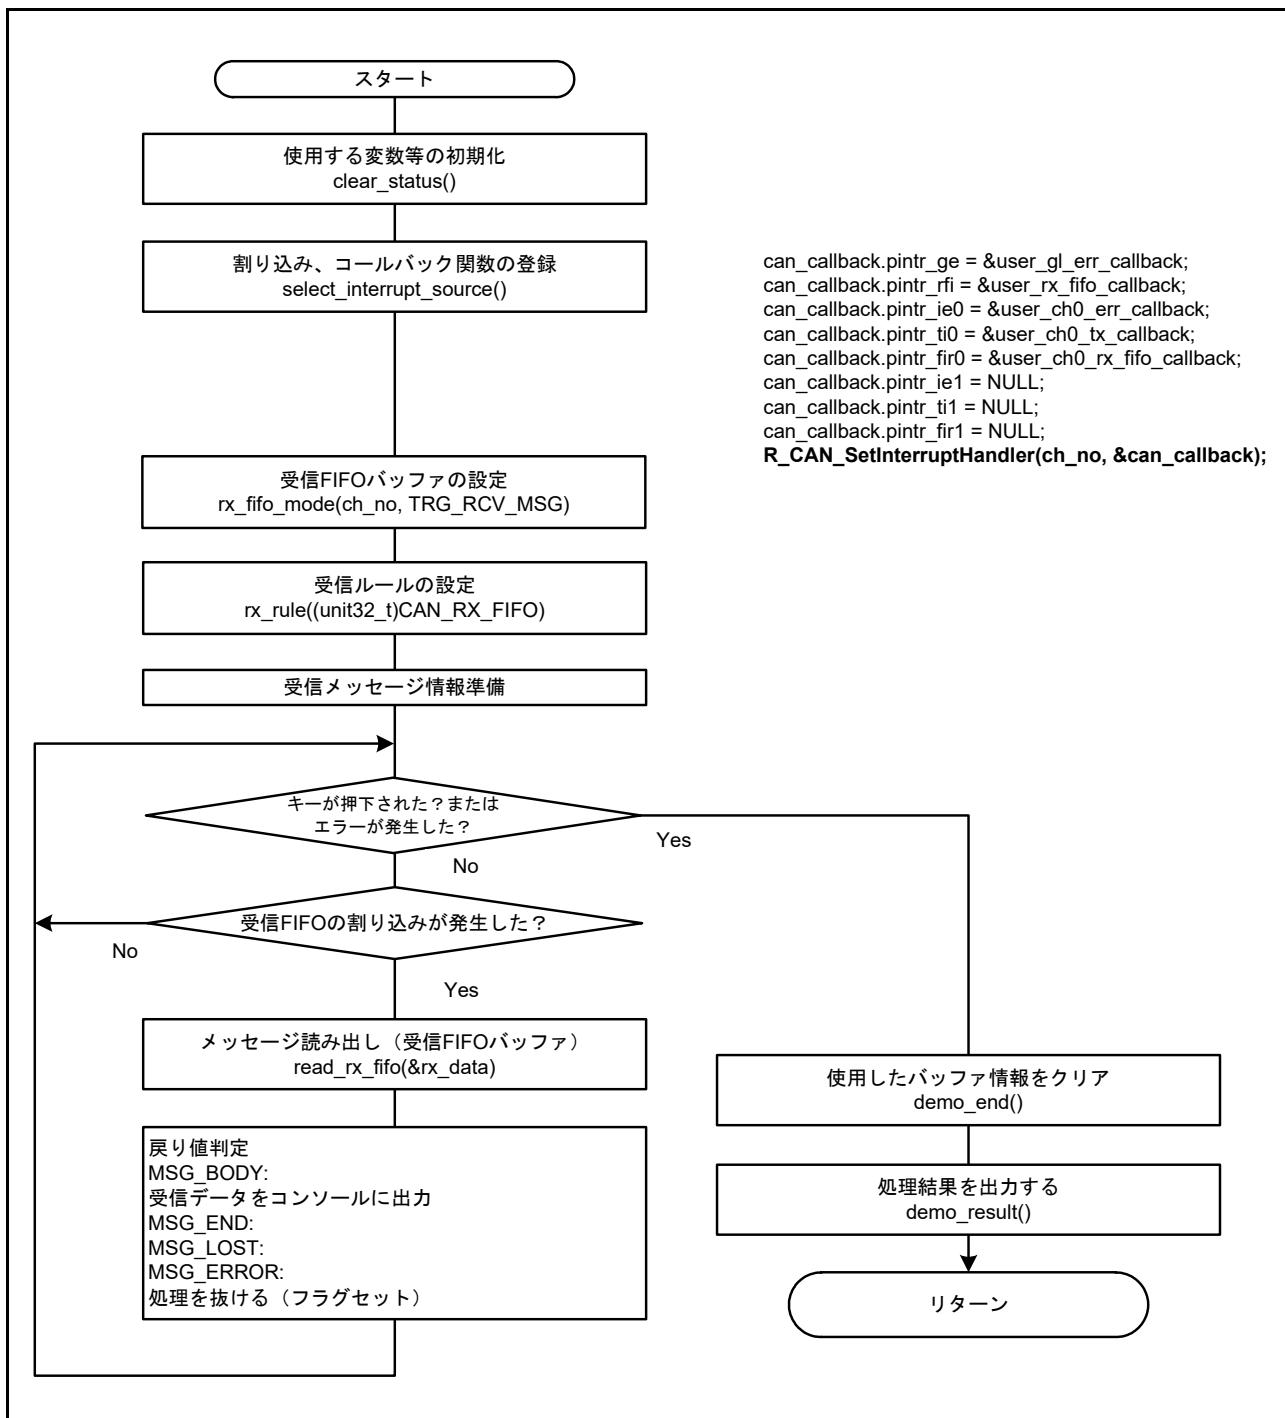 スタート
使用する変数等の初期化
clear_status()
割り込み、コールバック関数の登録
select_interrupt_source()
can_callback.pintr_ge = &user_gl_err_callback;
can_callback.pintr_rfi = &user_rx_fifo_callback;
can_callback.pintr_ie0 = &user_ch0_err_callback;
can_callback.pintr_ti0 = &user_ch0_tx_callback;
can_callback.pintr_fir0 = &user_ch0_rx_fifo_callback;
can_callback.pintr_ie1 = NULL;
can_callback.pintr_ti1 = NULL;
can_callback.pintr_fir1 = NULL;
R_CAN_SetInterruptHandler(ch_no, &can_callback);
受信FIFOバッファの設定
rx_fifo_mode(ch_no, TRG_RCV_MSG)
受信ルールの設定
rx_rule((unit32_t)CAN_RX_FIFO)
受信メッセージ情報準備
キーが押下された？または
エラーが発生した？
Yes
No
受信FIFOの割り込みが発生した？
No
Yes
メッセージ読み出し（受信FIFOバッファ）
read_rx_fifo(&rx_data)
戻り値判定
MSG_BODY:
受信データをコンソールに出力
MSG_END:
MSG_LOST:
MSG_ERROR:
処理を抜ける（フラグセット）
使用したバッファ情報をクリア
demo_end()
処理結果を出力する
demo_result()
リターン